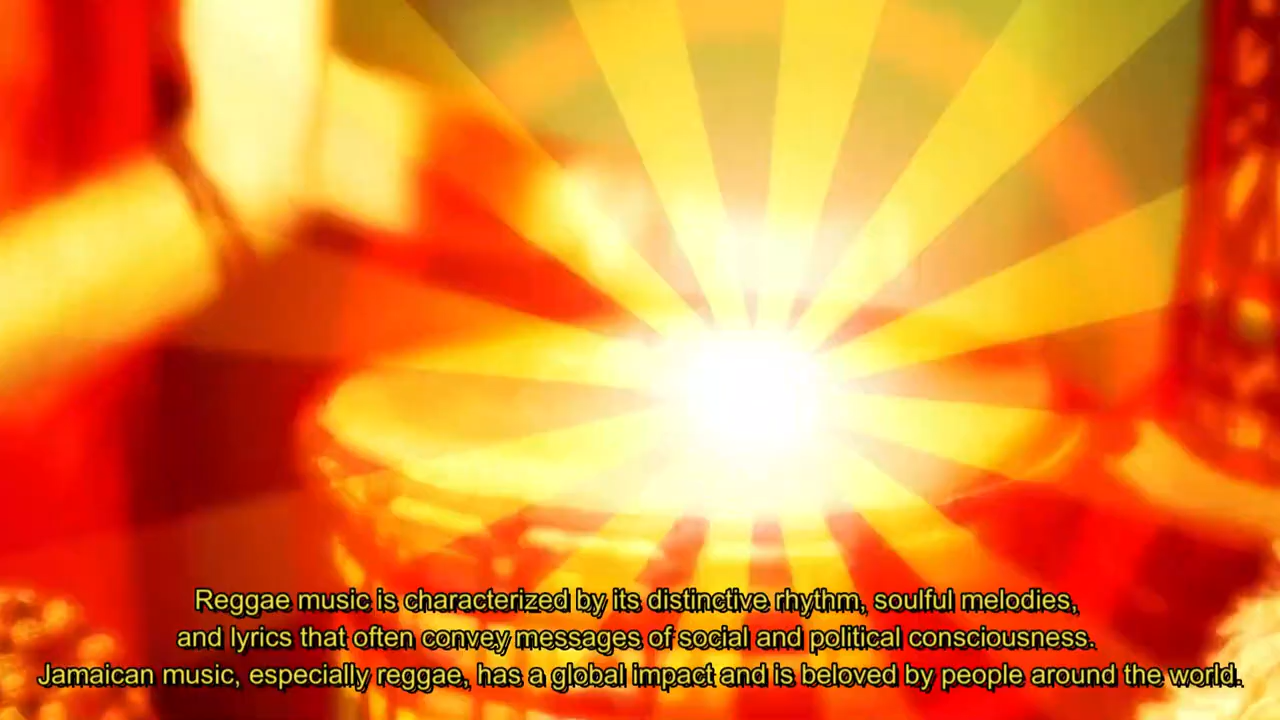 Reggae music is characterized by its distinctive rhythm, soulful melodies,
and lyrics that often convey messages of social and political consciousness.
Jamaican music, especially reggae, has a global impact and is beloved by people around the world.